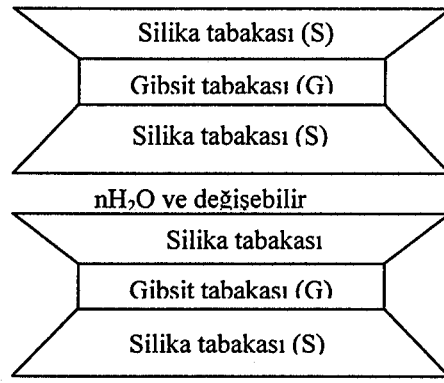 Silika tabakası (S)
Gibsit tabakası (G)
Silika tabakası (S)
nH₂O ve değişebilir
Silika tabakası
Gibsit tabakası (G)
Silika tabakası (S)